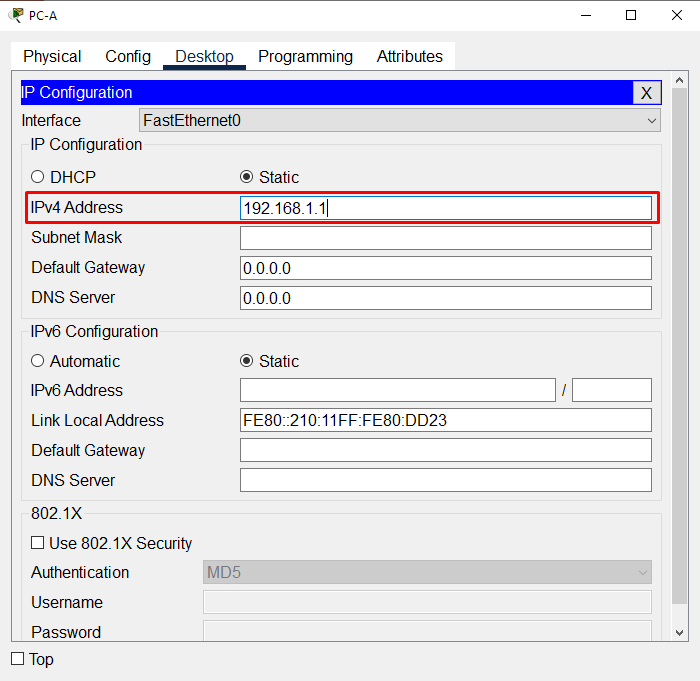 PC-A
Physical Config Desktop Programming Attributes
IP Configuration X
Interface FastEthernet0
IP Configuration
DHCP Static
IPv4 Address 192.168.1.1
Subnet Mask
Default Gateway 0.0.0.0
DNS Server 0.0.0.0
IPv6 Configuration
Automatic Static
IPv6 Address /
Link Local Address FE80::210:11FF:FE80:DD23
Default Gateway
DNS Server
802.1X
Use 802.1X Security
Authentication MD5
Username
Password
Top